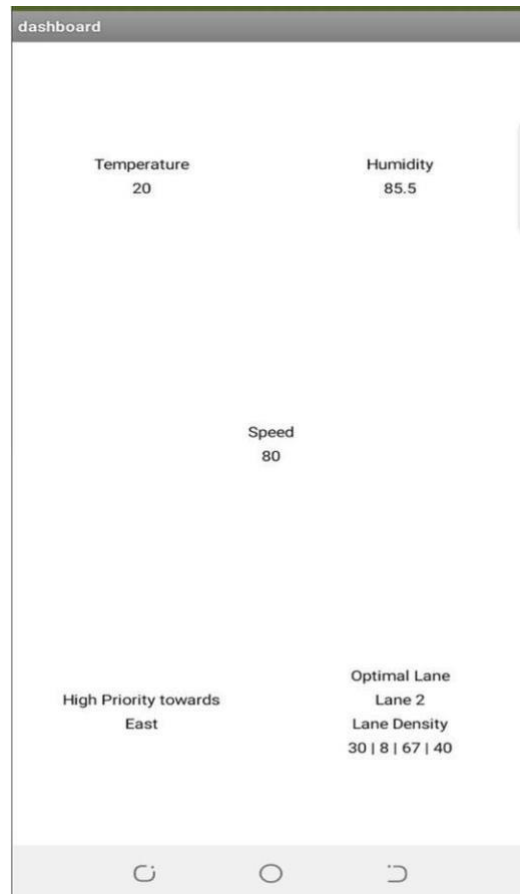 dashboard
Temperature
20
Humidity
85.5
Speed
80
High Priority towards
East
Optimal Lane
Lane 2
Lane Density
30 | 8 | 67 | 40